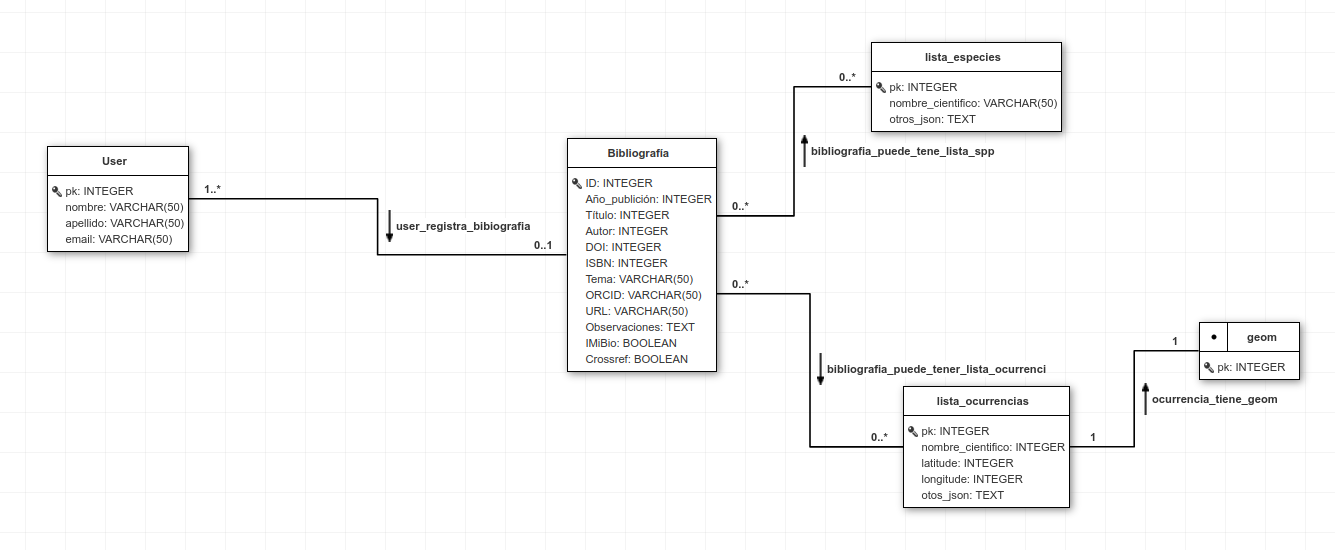 User
pk: INTEGER
nombre: VARCHAR(50)
apellido: VARCHAR(50)
email: VARCHAR(50)
1..*
user_registra_bibiografia
0..1
Bibliografía
ID: INTEGER
Año_publición: INTEGER
Título: INTEGER
Autor: INTEGER
DOI: INTEGER
ISBN: INTEGER
Tema: VARCHAR(50)
ORCID: VARCHAR(50)
URL: VARCHAR(50)
Observaciones: TEXT
IMiBio: BOOLEAN
Crossref: BOOLEAN
0..*
bibliografia_puede_tene_lista_spp
0..*
lista_especies
pk: INTEGER
nombre_cientifico: VARCHAR(50)
otros_json: TEXT
0..*
bibliografia_puede_tener_lista_ocurrenci
0..*
lista_ocurrencias
pk: INTEGER
nombre_cientifico: INTEGER
latitude: INTEGER
longitude: INTEGER
otos_json: TEXT
1
ocurrencia_tiene_geom
1
geom
pk: INTEGER